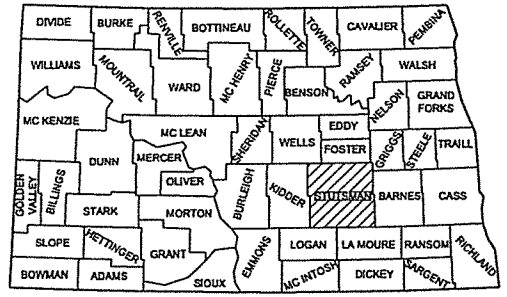 DIVIDE
BURKE
RENVILLE
BOTTINEAU
ROLLETTE
TOWNER
CAVALIER
PEMBINA
WILLIAMS
MOUNTRAIL
WARD
MC HENRY
PIERCE
BENSON
RAMSEY
WALSH
NELSON
GRAND
FORKS
MC KENZIE
MC LEAN
SHERIDAN
WELLS
EDDY
FOSTER
GRIGGS
STEELE
TRAILL
DUNN
MERCER
OLIVER
GOLDEN
VALLEY
BILLINGS
STARK
MORTON
BURLEIGH
KIDDER
STUTSMAN
BARNES
CASS
SLOPE
HETTINGER
GRANT
EMMONS
LOGAN
LA MOURE
RANSOM
RICHLAND
BOWMAN
ADAMS
SIOUX
MC INTOSH
DICKEY
SARGENT